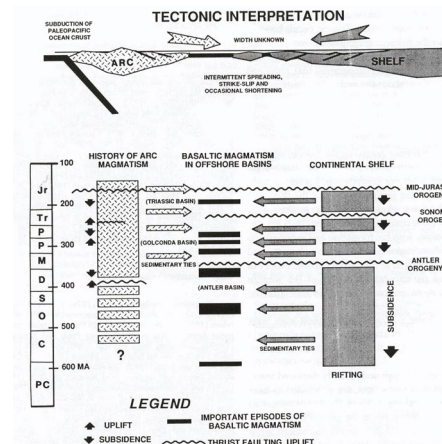 TECTONIC INTERPRETATION
SUBDUCTION OF
PALEOPACIFIC
OCEAN CRUST
WIDTH UNKNOWN
ARC
SHELF
INTERMITTENT SPREADING,
STRIKE-SLIP AND
OCCASIONAL SHORTENING
HISTORY OF ARC
MAGMATISM
BASALTIC MAGMATISM
IN OFFSHORE BASINS
CONTINENTAL SHELF
100
Jr
MID-JURAS
OROGEN
(TRIASSIC BASIN)
200
Tr
SONOM
OROGE
P
P
(GOLCONDA BASIN)
300
M
SEDIMENTARY TIES
ANTLER
OROGENY
D
(ANTLER BASIN)
400
S
O
SUBSIDENCE
500
C
SEDIMENTARY TIES
?
600 MA
RIFTING
PC
LEGEND
UPLIFT
IMPORTANT EPISODES OF
BASALTIC MAGMATISM
SUBSIDENCE
THRUST FAULTING, UPLIFT